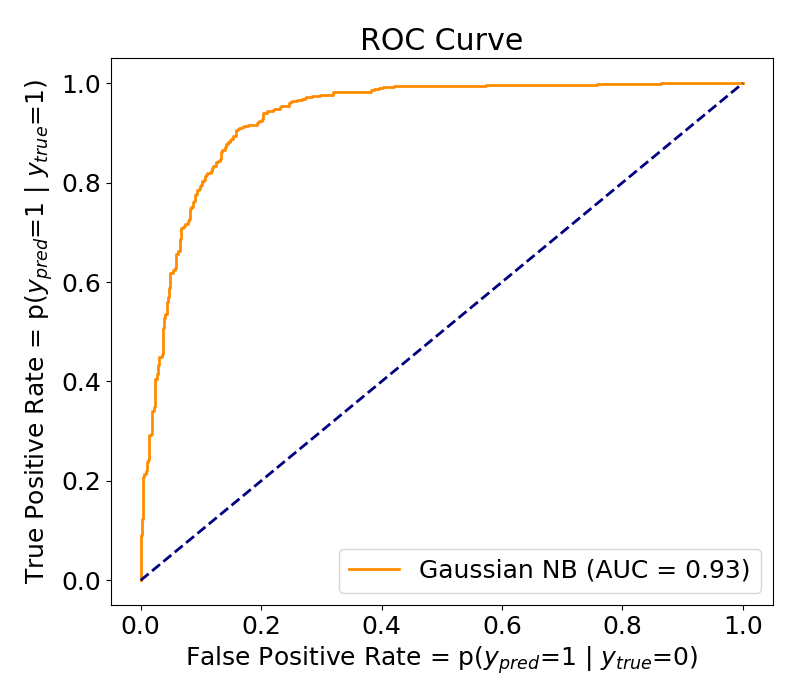 ROC Curve
True Positive Rate = p(y_pred=1 | y_true=1)
1.0
0.8
0.6
0.4
0.2
0.0
Gaussian NB (AUC = 0.93)
0.0 0.2 0.4 0.6 0.8 1.0
False Positive Rate = p(y_pred=1 | y_true=0)